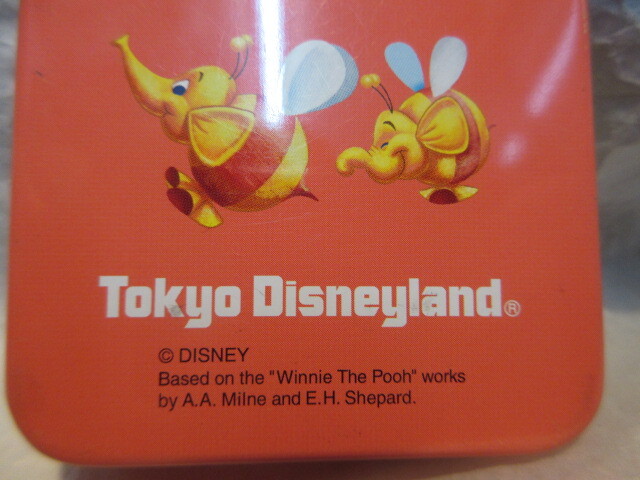 Tokyo Disneyland®
© DISNEY
Based on the "Winnie The Pooh" works
by A.A. Milne and E.H. Shepard.